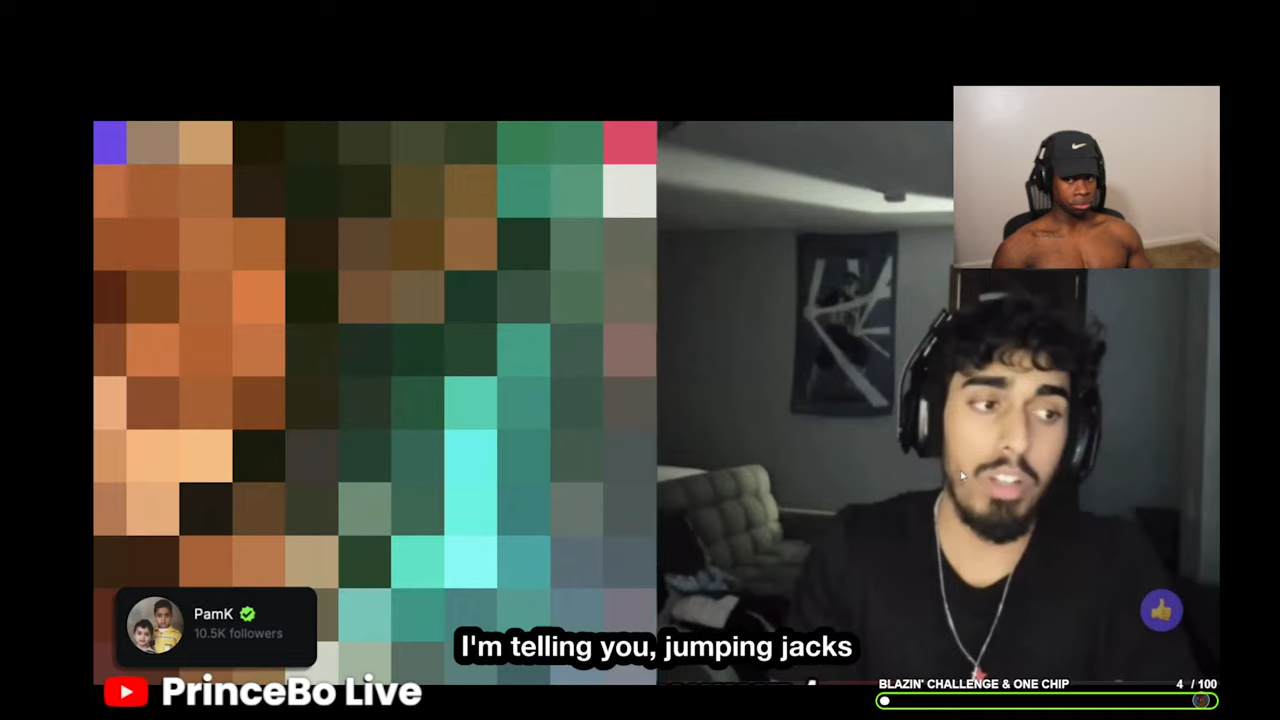 PamK
10.5K followers
I'm telling you, jumping jacks
PrinceBo Live
BLAZIN' CHALLENGE & ONE CHIP 4 / 100